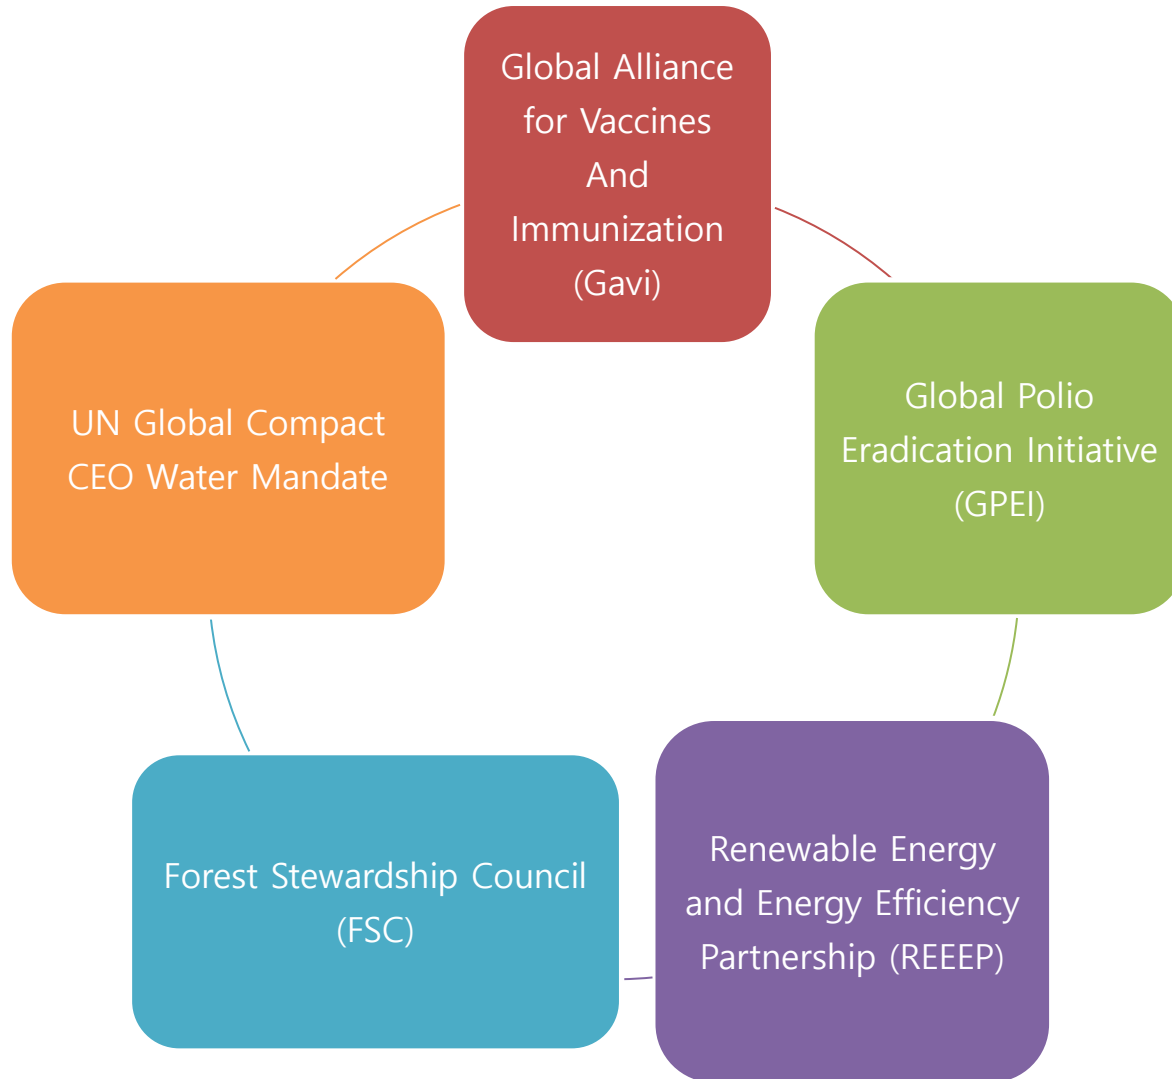 Global Alliance
for Vaccines
And
Immunization
(Gavi)
Global Polio
Eradication Initiative
(GPEI)
Renewable Energy
and Energy Efficiency
Partnership (REEEP)
Forest Stewardship Council
(FSC)
UN Global Compact
CEO Water Mandate